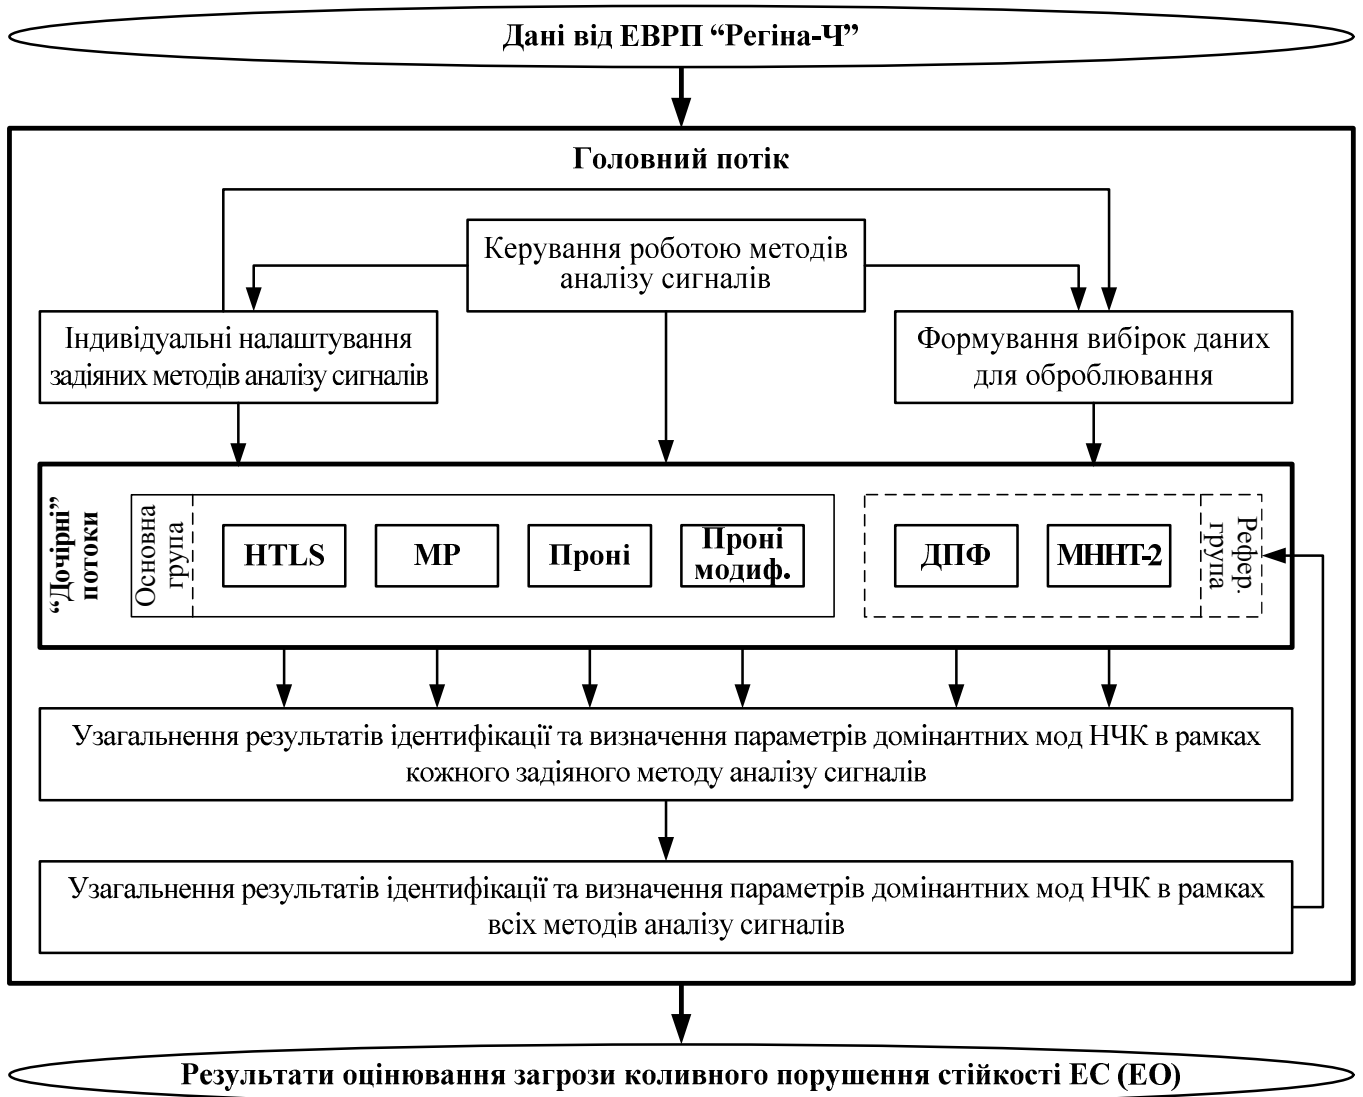 Дані від ЕВРП “Регіна-Ч”
Головний потік
Керування роботою методів
аналізу сигналів
Індивідуальні налаштування
задіяних методів аналізу сигналів
Формування вибірок даних
для оброблювання
“Дочірні”
потоки
Основна
група
HTLS
МР
Проні
Проні
модиф.
ДПФ
МННТ-2
Рефер.
група
Узагальнення результатів ідентифікації та визначення параметрів домінантних мод НЧК в рамках
кожного задіяного методу аналізу сигналів
Узагальнення результатів ідентифікації та визначення параметрів домінантних мод НЧК в рамках
всіх методів аналізу сигналів
Результати оцінювання загрози коливного порушення стійкості ЕС (ЕО)